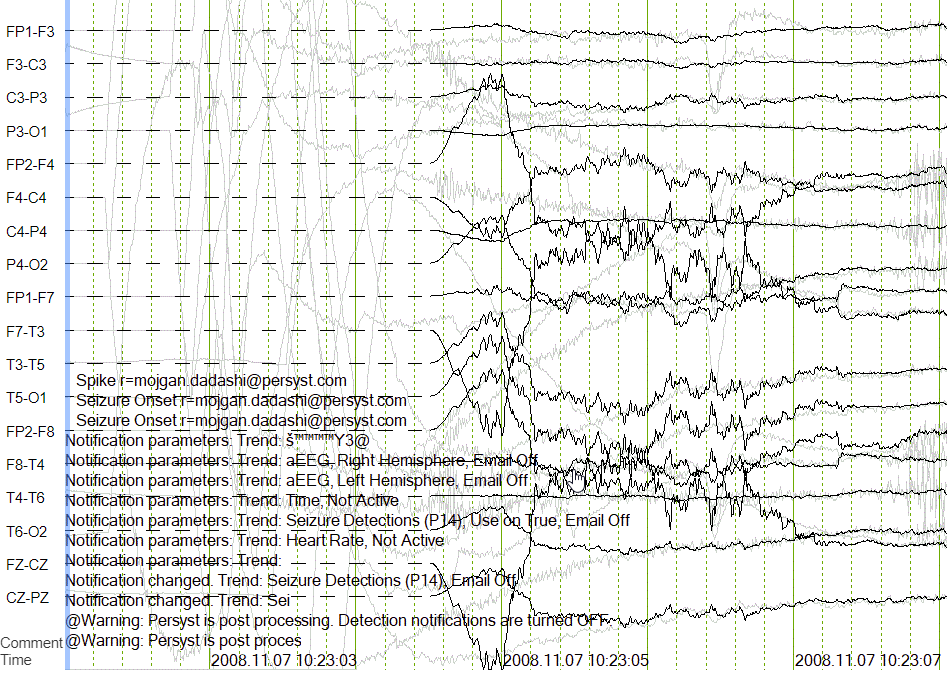 FP1-F3
F3-C3
C3-P3
P3-O1
FP2-F4
F4-C4
C4-P4
P4-O2
FP1-F7
F7-T3
T3-T5
T5-O1
FP2-F8
F8-T4
T4-T6
T6-O2
FZ-CZ
CZ-PZ
Spike r=mojgan.dadashi@persyst.com
Seizure Onset r=mojgan.dadashi@persyst.com
Seizure Onset r=mojgan.dadashi@persyst.com
Notification parameters: Trend: š™™™™Y3@
Notification parameters: Trend: aEEG, Right Hemisphere, Email Off
Notification parameters: Trend: aEEG, Left Hemisphere, Email Off
Notification parameters: Trend: Time, Not Active
Notification parameters: Trend: Seizure Detections (P14), Use on True, Email Off
Notification parameters: Trend: Heart Rate, Not Active
Notification parameters: Trend:
Notification changed. Trend: Seizure Detections (P14), Email Off
Notification changed. Trend: Sei
@Warning: Persyst is post processing. Detection notifications are turned OFF.
@Warning: Persyst is post proces
Comment
Time
2008.11.07 10:23:03
2008.11.07 10:23:05
2008.11.07 10:23:07